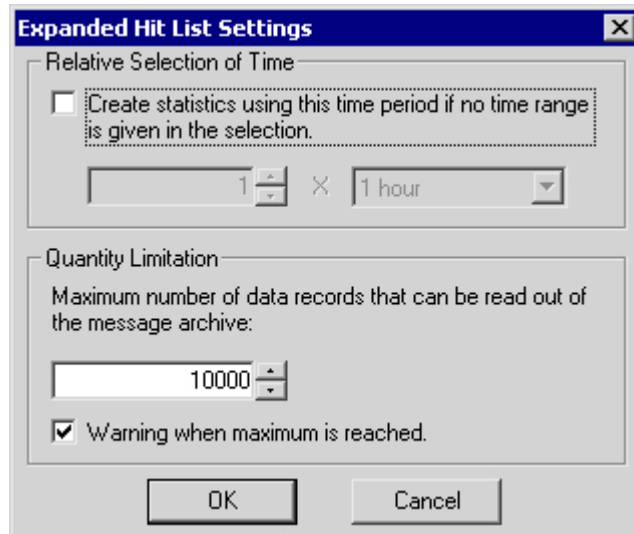 Expanded Hit List Settings
Relative Selection of Time
Create statistics using this time period if no time range
is given in the selection.
1 X 1 hour
Quantity Limitation
Maximum number of data records that can be read out of
the message archive:
10000
Warning when maximum is reached.
OK Cancel